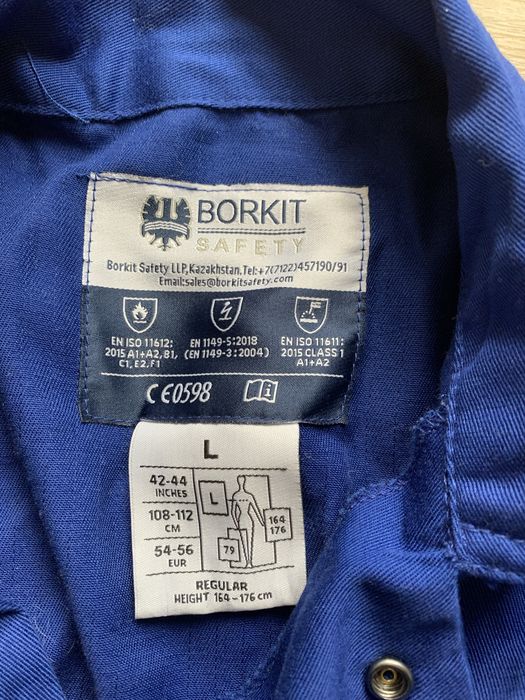 BORKIT
SAFETY
Borkit Safety LLP,Kazakhstan.Tel:+7(7122)457190/91
Email:sales@borkitsafety.com
EN ISO 11612:
2015 A1+A2,B1,
C1,E2,F1
EN 1149-5:2018
(EN 1149-3:2004)
EN ISO 11611:
2015 CLASS 1
A1+A2
CE0598
i
L
42-44
INCHES
108-112
CM
54-56
EUR
L
164
176
79
REGULAR
HEIGHT 164-176 cm